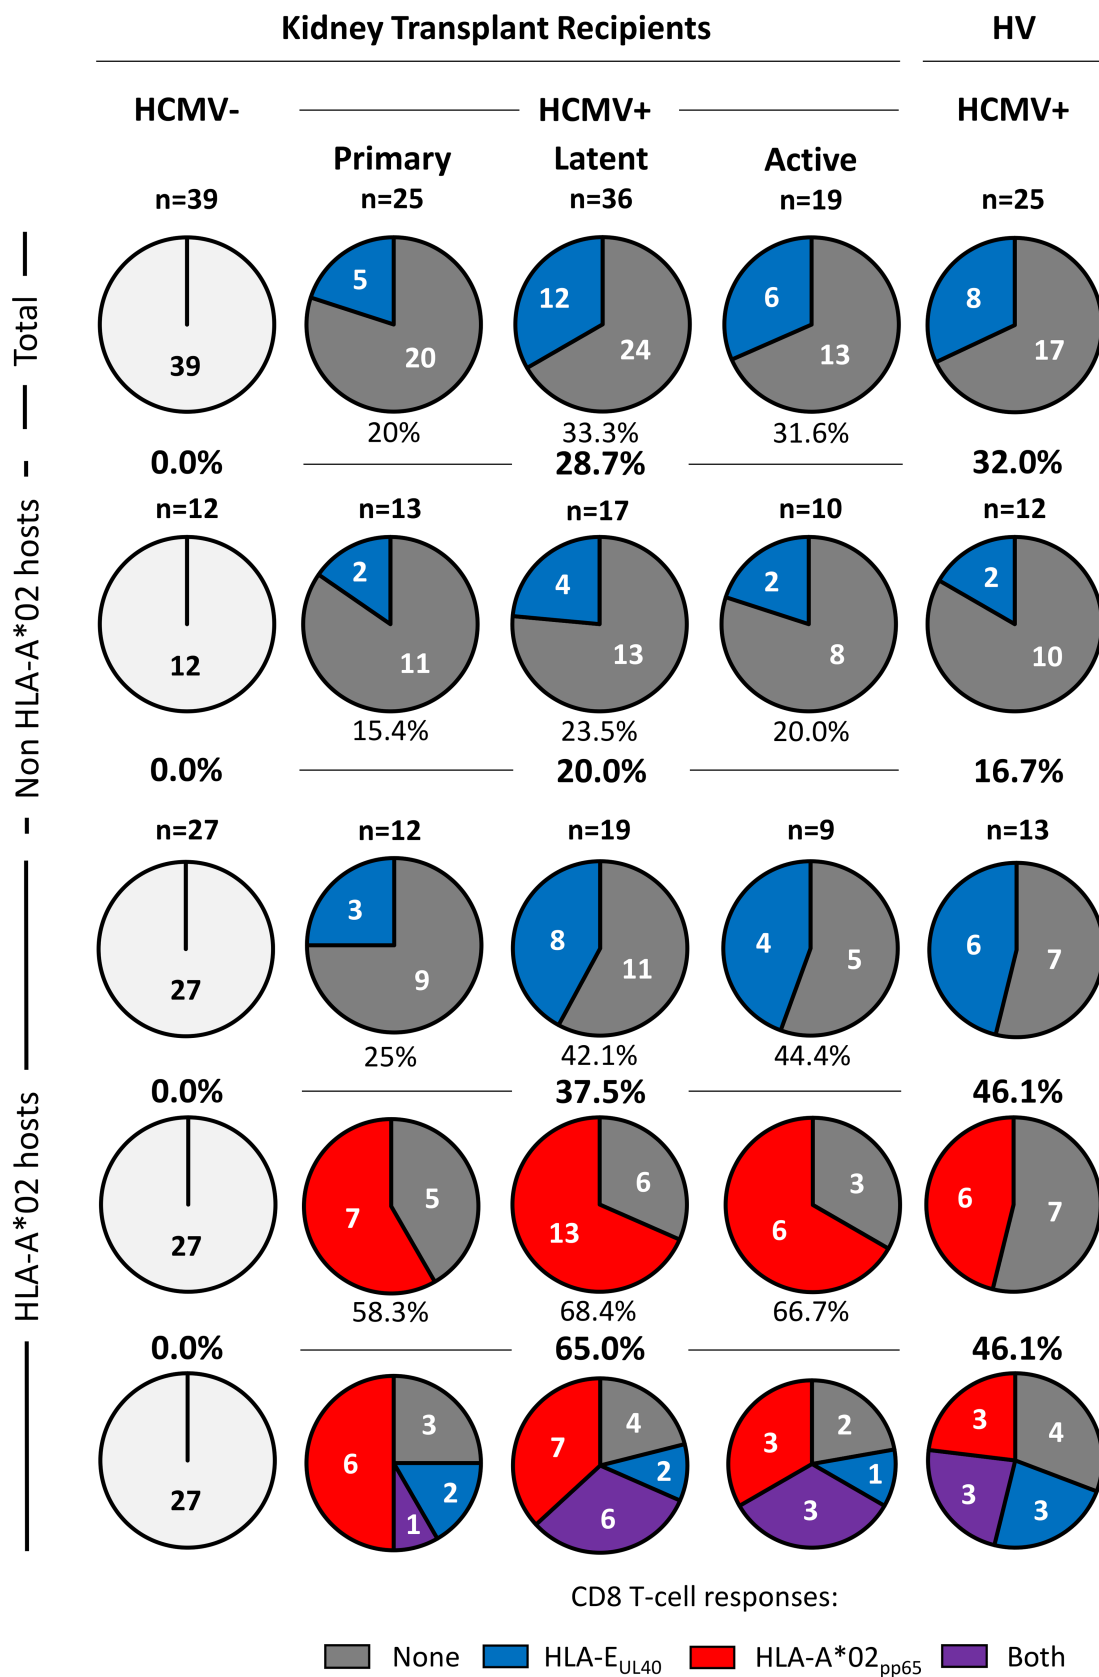 Kidney Transplant Recipients HV
HCMV- HCMV+ HCMV+
Primary Latent Active
n=39 n=25 n=36 n=19 n=25
Total
39 5 20 12 24 6 13 8 17
20% 33.3% 31.6%
0.0% 28.7% 32.0%
Non HLA-A*02 hosts
n=12 n=13 n=17 n=10 n=12
12 2 11 4 13 2 8 2 10
15.4% 23.5% 20.0%
0.0% 20.0% 16.7%
HLA-A*02 hosts
n=27 n=12 n=19 n=9 n=13
27 3 9 8 11 4 5 6 7
25% 42.1% 44.4%
0.0% 37.5% 46.1%
27 7 5 13 6 6 3 6 7
58.3% 68.4% 66.7%
0.0% 65.0% 46.1%
27 6 3 2 1 7 4 2 6 3 2 1 3 3 4 3 3
CD8 T-cell responses:
None HLA-E UL40 HLA-A*02 pp65 Both